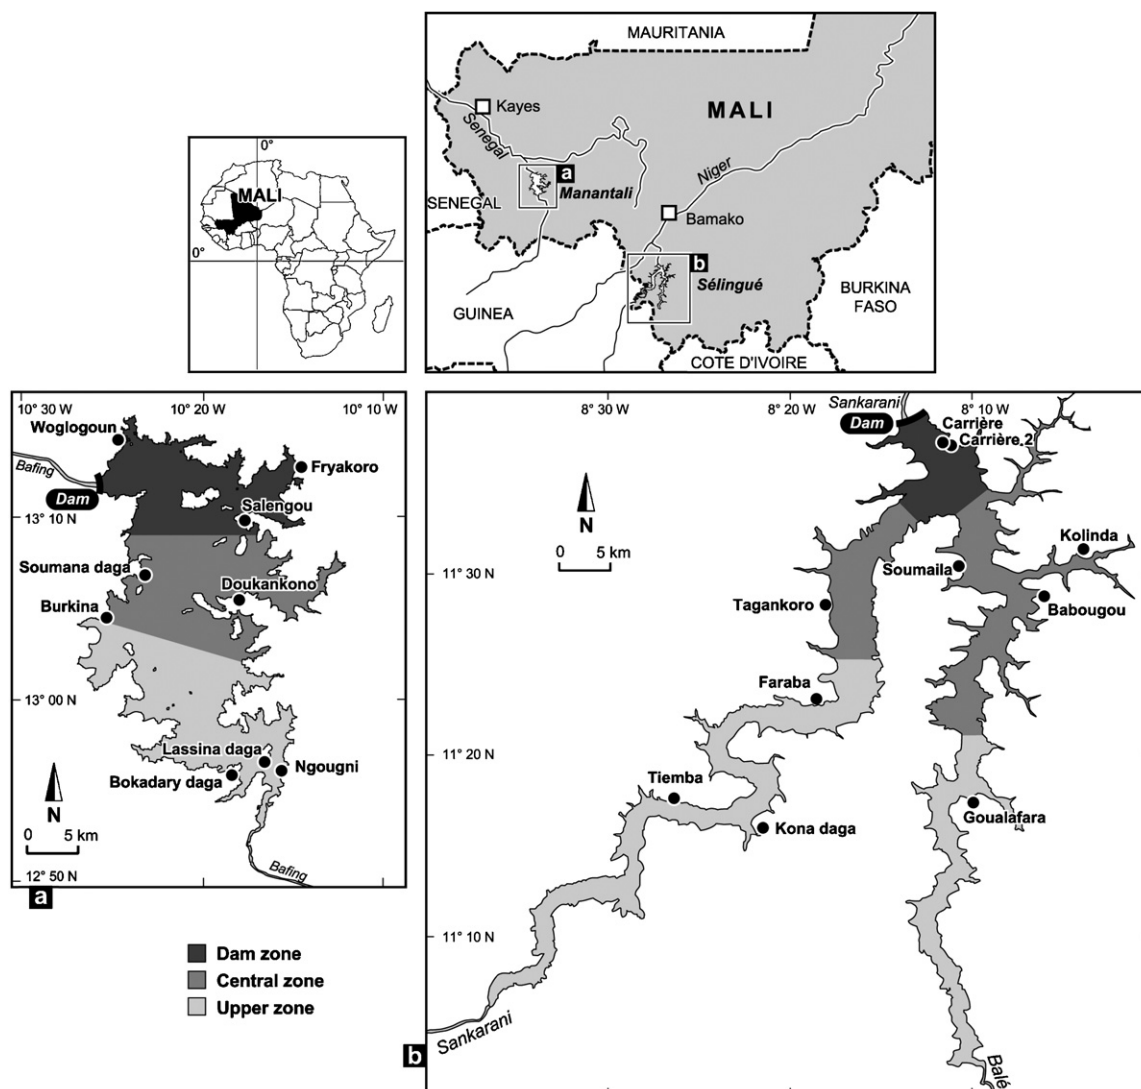 0°
MALI
0°
MAURITANIA
Kayes
MALI
Senegal
Niger
a
Manantali
SENEGAL
Bamako
b
Sélingué
GUINEA
BURKINA
FASO
COTE D'IVOIRE
10° 30 W
10° 20 W
10° 10 W
Woglogoun
Bafing
Fryakoro
Dam
Salengou
13° 10 N
Soumana daga
Doukankono
Burkina
13° 00 N
Lassina daga
Ngougni
Bokadary daga
N
0 5 km
Bafing
12° 50 N
a
Dam zone
Central zone
Upper zone
8° 30 W
8° 20 W
8° 10 W
Sankarani
Dam
Carrière
Carrière 2
N
0 5 km
Kolinda
11° 30 N
Soumaila
Tagankoro
Babougou
Faraba
11° 20 N
Tiemba
Kona daga
Goualafara
11° 10 N
Sankarani
Balé
b